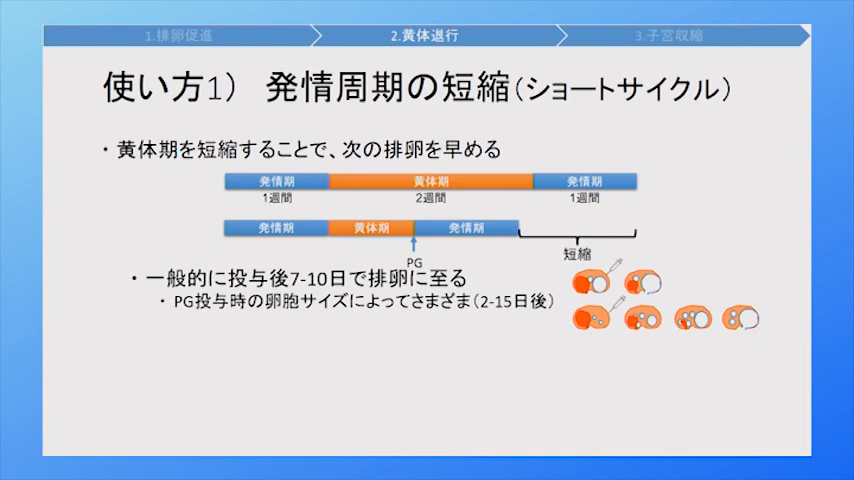 1.排卵促進
2.黄体退行
3.子宮収縮
使い方1） 発情周期の短縮（ショートサイクル）
・黄体期を短縮することで、次の排卵を早める
発情期 黄体期 発情期
1週間 2週間 1週間
発情期 黄体期 発情期
短縮
PG
・一般的に投与後7-10日で排卵に至る
・PG投与時の卵胞サイズによってさまざま（2-15日後）